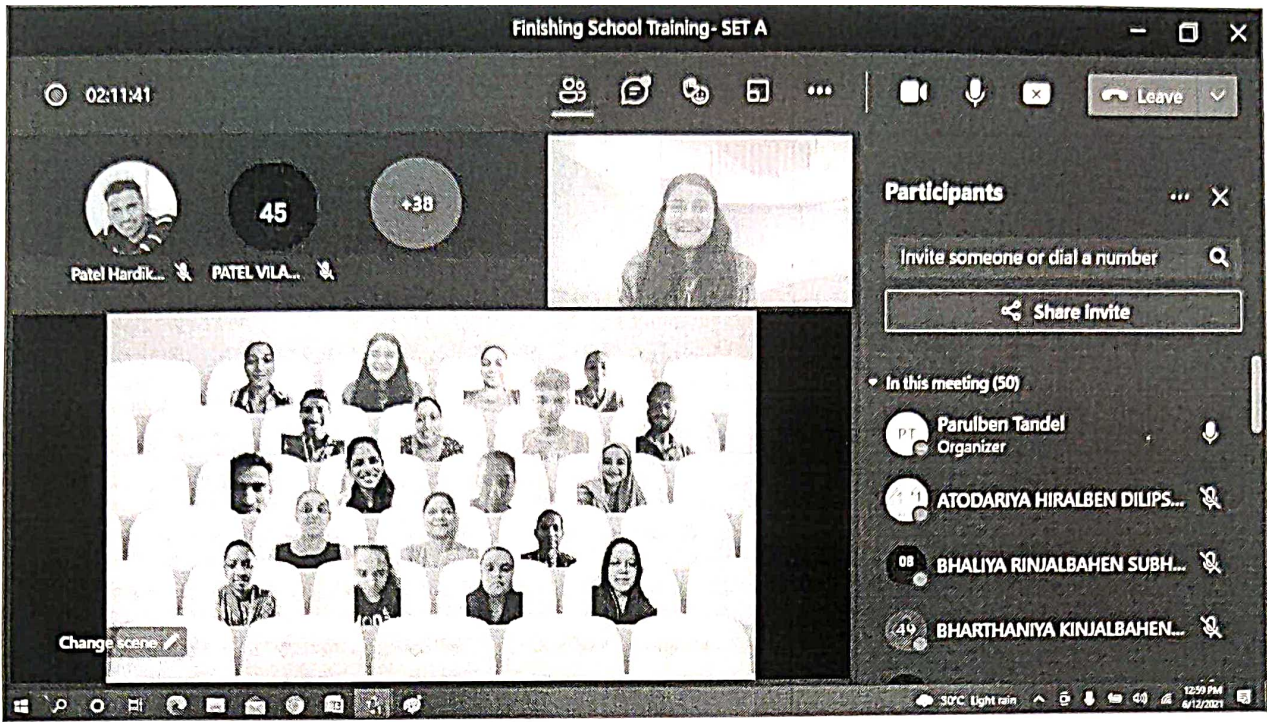 Finishing School Training- SET A
02:11:41
Leave
45
+38
Patel Hardik...
PATEL VILA...
Participants
Invite someone or dial a number
Share Invite
In this meeting (50)
PT
Parulben Tandel
Organizer
ATODARIYA HIRALBEN DILIPS...
08
BHALIYA RINJALBAHEN SUBH...
49
BHARTHANIYA KINJALBAHEN...
Change scene
30°C Light rain
12:59 PM
6/12/2021